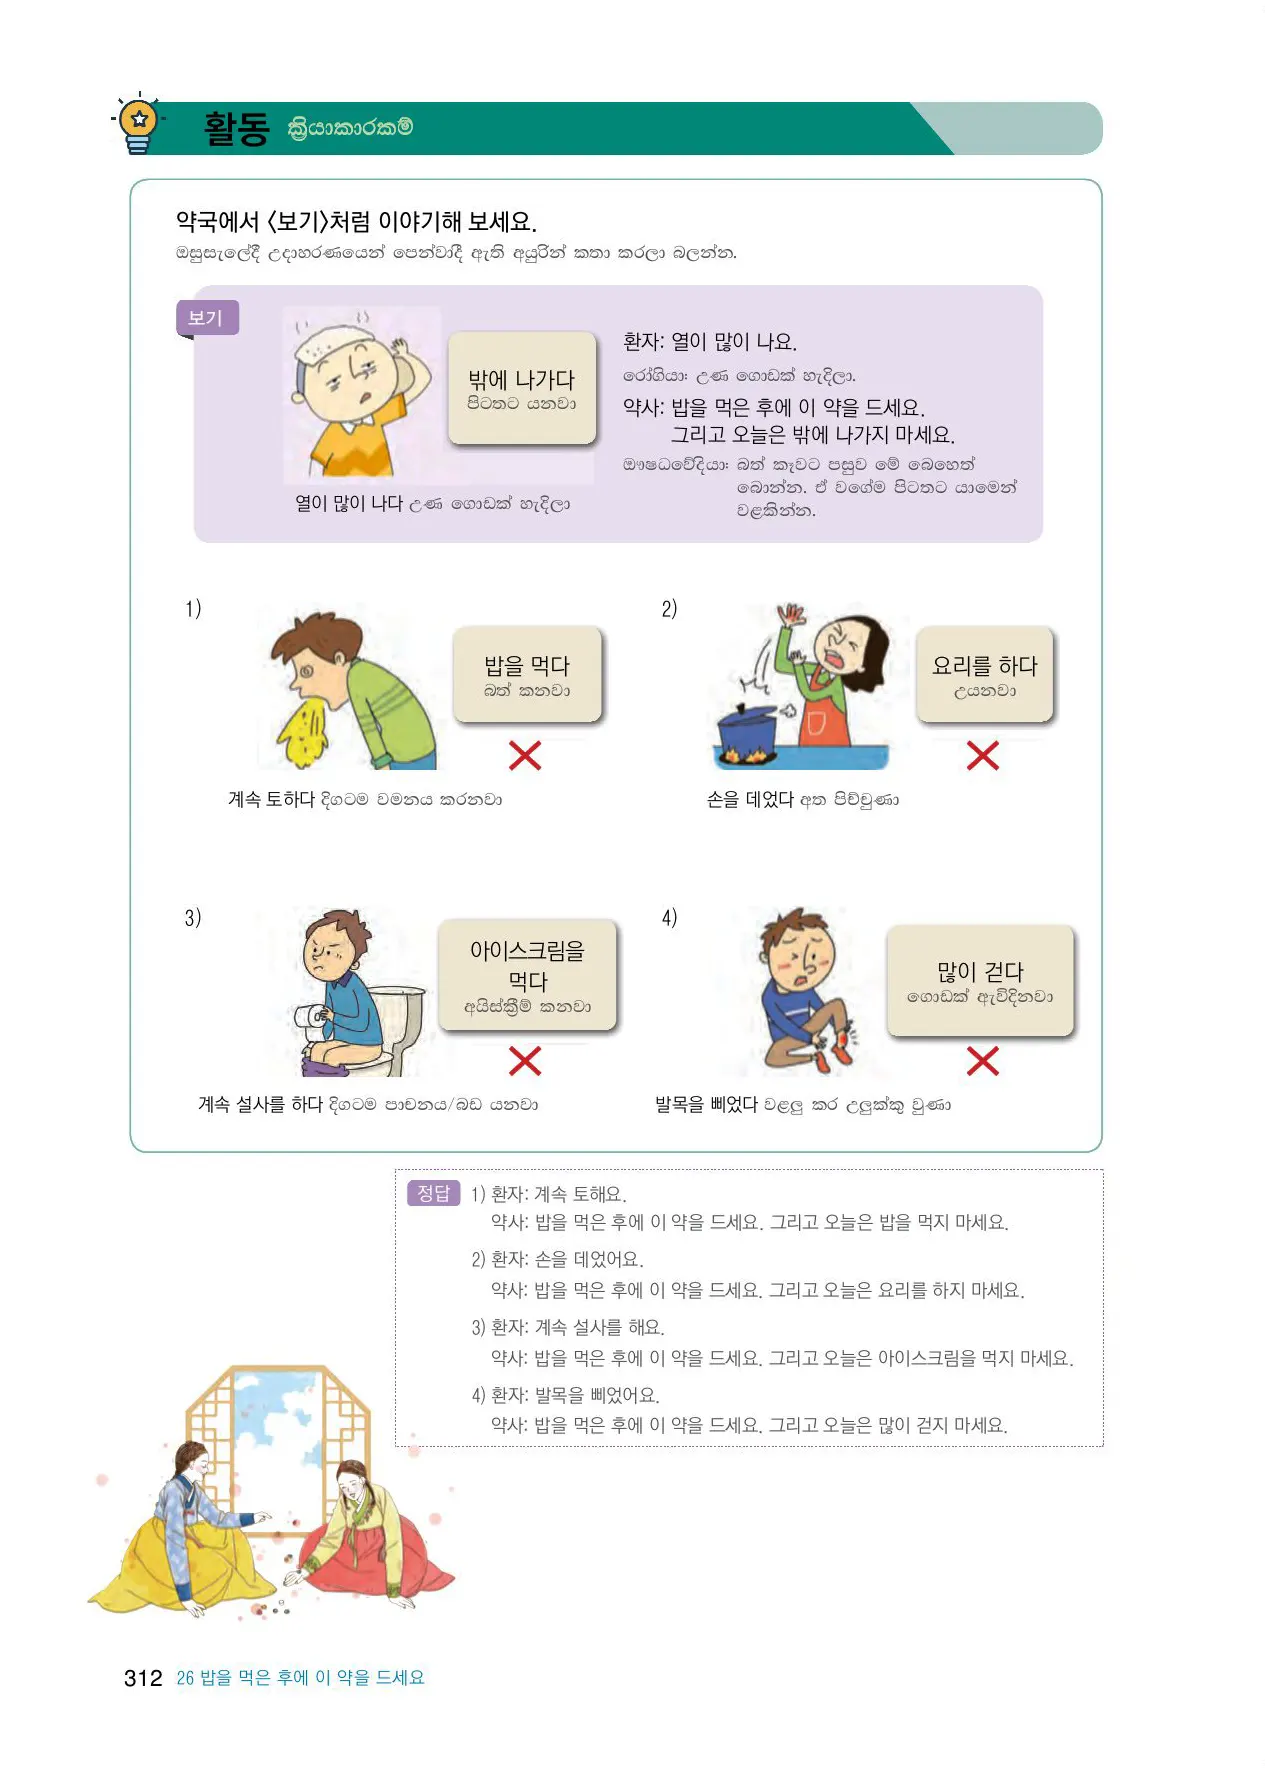 활동 ක්‍රියාකාරකම්
약국에서 <보기>처럼 이야기해 보세요.
ඔසුසැලේදී උදාහරණයෙන් පෙන්වාදී ඇති අයුරින් කතා කරලා බලන්න.
보기
밖에 나가다
පිටතට යනවා
열이 많이 나다 උණ ගොඩක් හැදිලා
환자: 열이 많이 나요.
රෝගියා: උණ ගොඩක් හැදිලා.
약사: 밥을 먹은 후에 이 약을 드세요.
그리고 오늘은 밖에 나가지 마세요.
ඖෂධවේදියා: බත් කෑවට පසුව මේ බෙහෙත්
බොන්න. ඒ වගේම පිටතට යාමෙන්
වළකින්න.
1)
밥을 먹다
බත් කනවා
계속 토하다 දිගටම වමනය කරනවා
2)
요리를 하다
උයනවා
손을 데었다 අත පිච්චුණා
3)
아이스크림을
먹다
අයිස්ක්‍රීම් කනවා
계속 설사를 하다 දිගටම පාචනය/බඩ යනවා
4)
많이 걷다
ගොඩක් ඇවිදිනවා
발목을 삐었다 වළලු කර උලුක්කු වුණා
정답
1) 환자: 계속 토해요.
약사: 밥을 먹은 후에 이 약을 드세요. 그리고 오늘은 밥을 먹지 마세요.
2) 환자: 손을 데었어요.
약사: 밥을 먹은 후에 이 약을 드세요. 그리고 오늘은 요리를 하지 마세요.
3) 환자: 계속 설사를 해요.
약사: 밥을 먹은 후에 이 약을 드세요. 그리고 오늘은 아이스크림을 먹지 마세요.
4) 환자: 발목을 삐었어요.
약사: 밥을 먹은 후에 이 약을 드세요. 그리고 오늘은 많이 걷지 마세요.
312 26 밥을 먹은 후에 이 약을 드세요